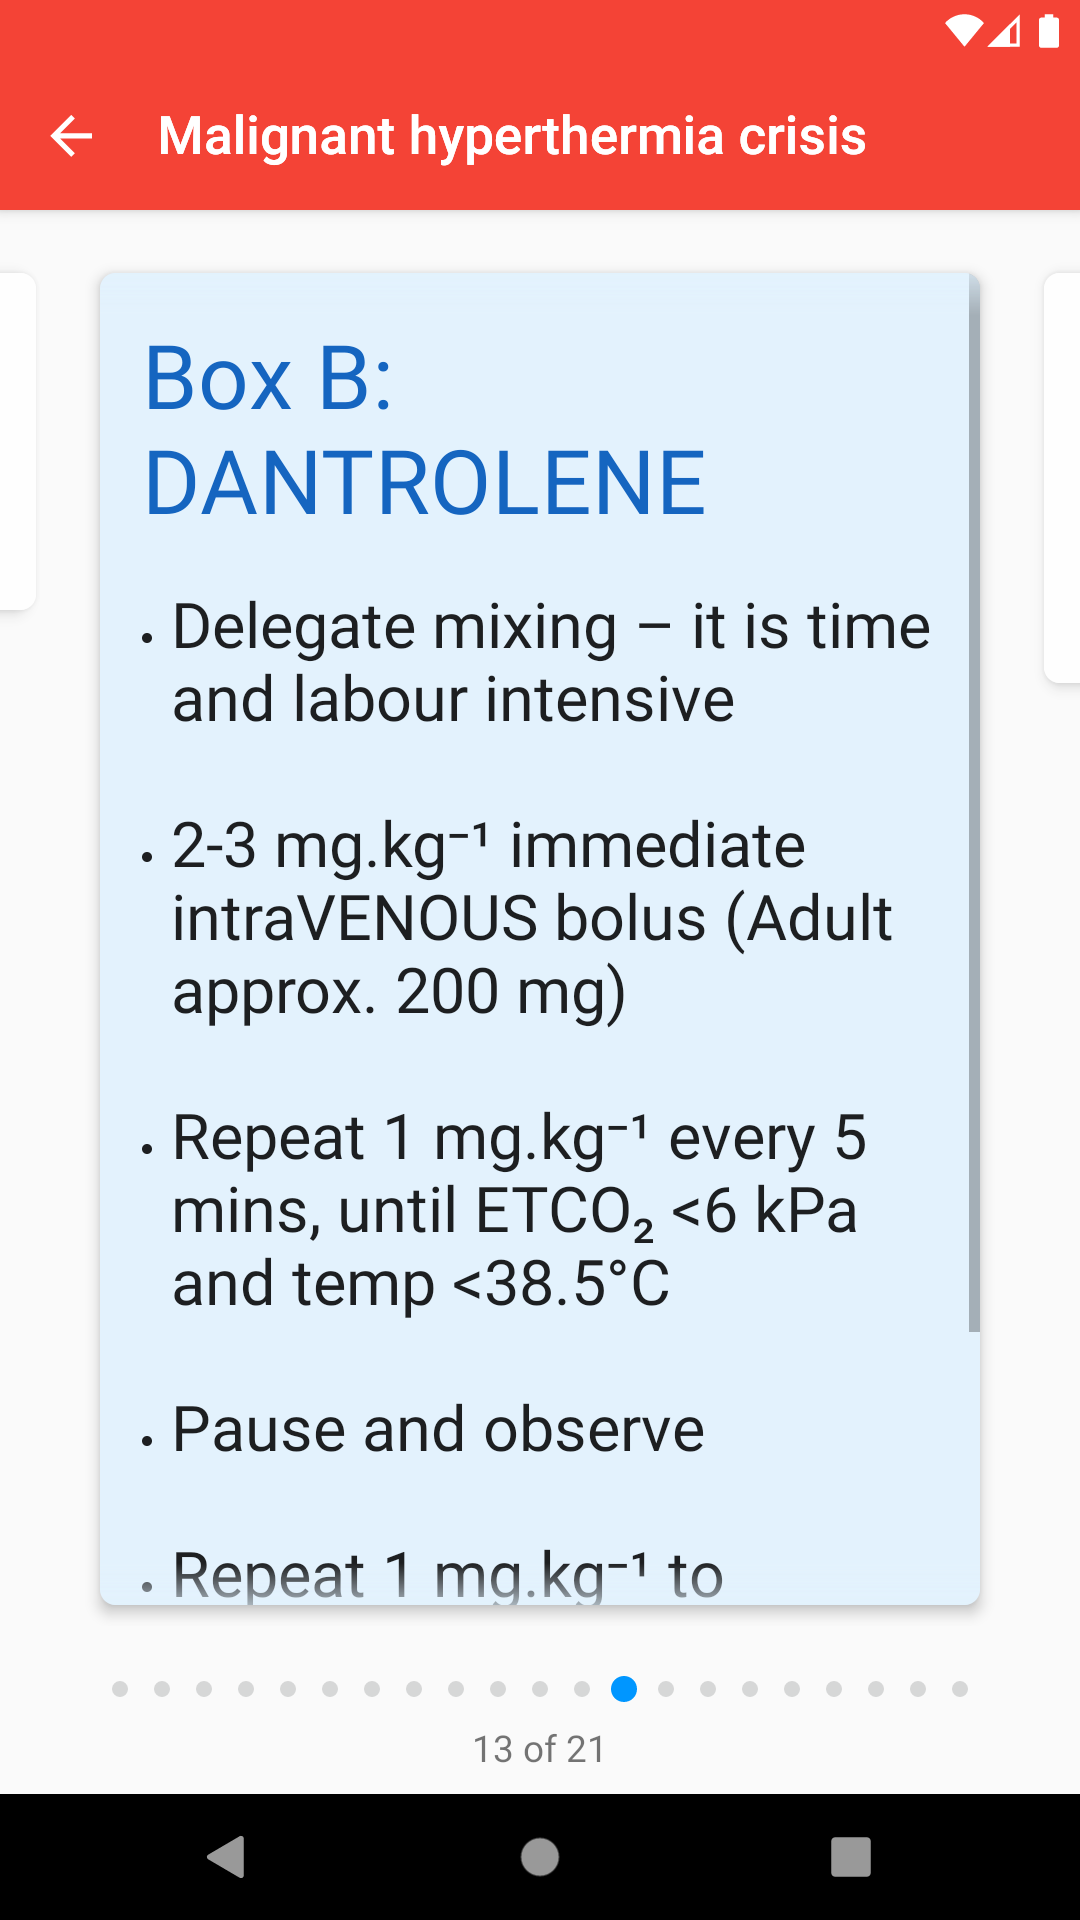 Malignant hyperthermia crisis
Box B:
DANTROLENE
• Delegate mixing – it is time
and labour intensive
• 2-3 mg.kg⁻¹ immediate
intraVENOUS bolus (Adult
approx. 200 mg)
• Repeat 1 mg.kg⁻¹ every 5
mins, until ETCO₂ <6 kPa
and temp <38.5°C
• Pause and observe
• Repeat 1 mg.kg⁻¹ to
13 of 21